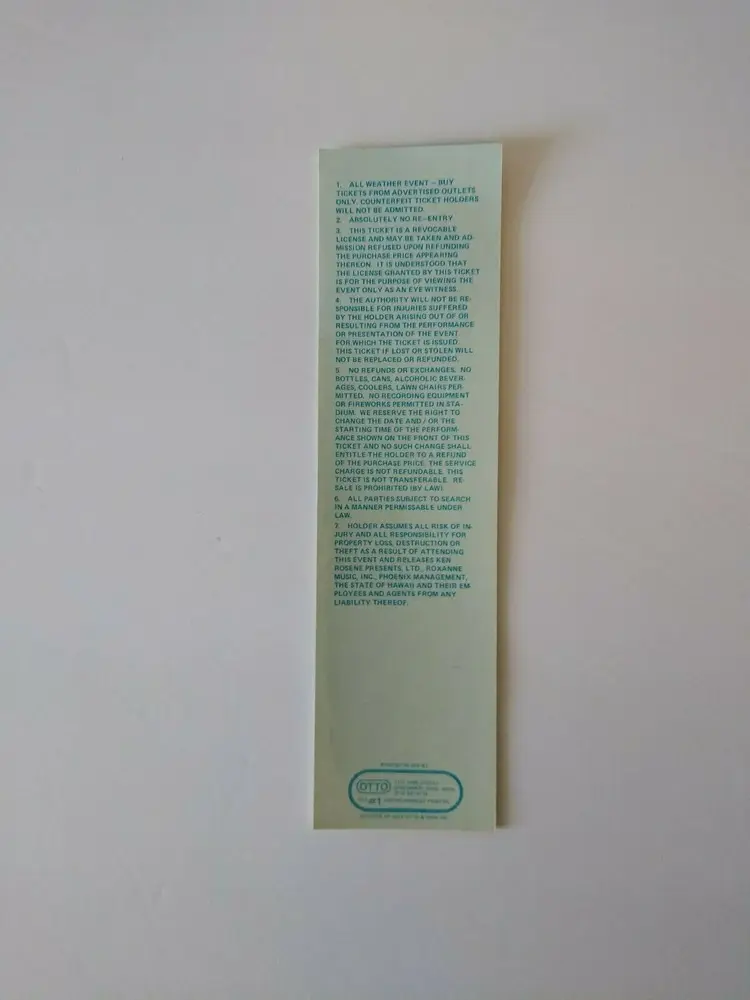 1. ALL WEATHER EVENT – BUY
TICKETS FROM ADVERTISED OUTLETS
ONLY. COUNTERFEIT TICKET HOLDERS
WILL NOT BE ADMITTED.
2. ABSOLUTELY NO RE-ENTRY.
3. THIS TICKET IS A REVOCABLE
LICENSE AND MAY BE TAKEN AND AD-
MISSION REFUSED UPON REFUNDING
THE PURCHASE PRICE APPEARING
THEREON. IT IS UNDERSTOOD THAT
THE LICENSE GRANTED BY THIS TICKET
IS FOR THE PURPOSE OF VIEWING THE
EVENT ONLY AS AN EYE WITNESS.
4. THE AUTHORITY WILL NOT BE RE-
SPONSIBLE FOR INJURIES SUFFERED
BY THE HOLDER ARISING OUT OF OR
RESULTING FROM THE PERFORMANCE
OR PRESENTATION OF THE EVENT
FOR WHICH THE TICKET IS ISSUED.
THIS TICKET IF LOST OR STOLEN WILL
NOT BE REPLACED OR REFUNDED.
5. NO REFUNDS OR EXCHANGES. NO
BOTTLES, CANS, ALCOHOLIC BEVER-
AGES, COOLERS, LAWN CHAIRS PER-
MITTED. NO RECORDING EQUIPMENT
OR FIREWORKS PERMITTED IN STA-
DIUM. WE RESERVE THE RIGHT TO
CHANGE THE DATE AND / OR THE
STARTING TIME OF THE PERFORM-
ANCE SHOWN ON THE FRONT OF THIS
TICKET AND NO SUCH CHANGE SHALL
ENTITLE THE HOLDER TO A REFUND
OF THE PURCHASE PRICE. THE SERVICE
CHARGE IS NOT REFUNDABLE. THIS
TICKET IS NOT TRANSFERABLE. RE-
SALE IS PROHIBITED (BY LAW)
6. ALL PARTIES SUBJECT TO SEARCH
IN A MANNER PERMISSABLE UNDER
LAW.
7. HOLDER ASSUMES ALL RISK OF IN-
JURY AND ALL RESPONSIBILITY FOR
PROPERTY LOSS, DESTRUCTION OR
THEFT AS A RESULT OF ATTENDING
THIS EVENT AND RELEASES KEN
ROSENE PRESENTS, LTD., ROXANNE
MUSIC, INC., PHOENIX MANAGEMENT,
THE STATE OF HAWAII AND THEIR EM-
PLOYEES AND AGENTS FROM ANY
LIABILITY THEREOF.
OTTO
#1